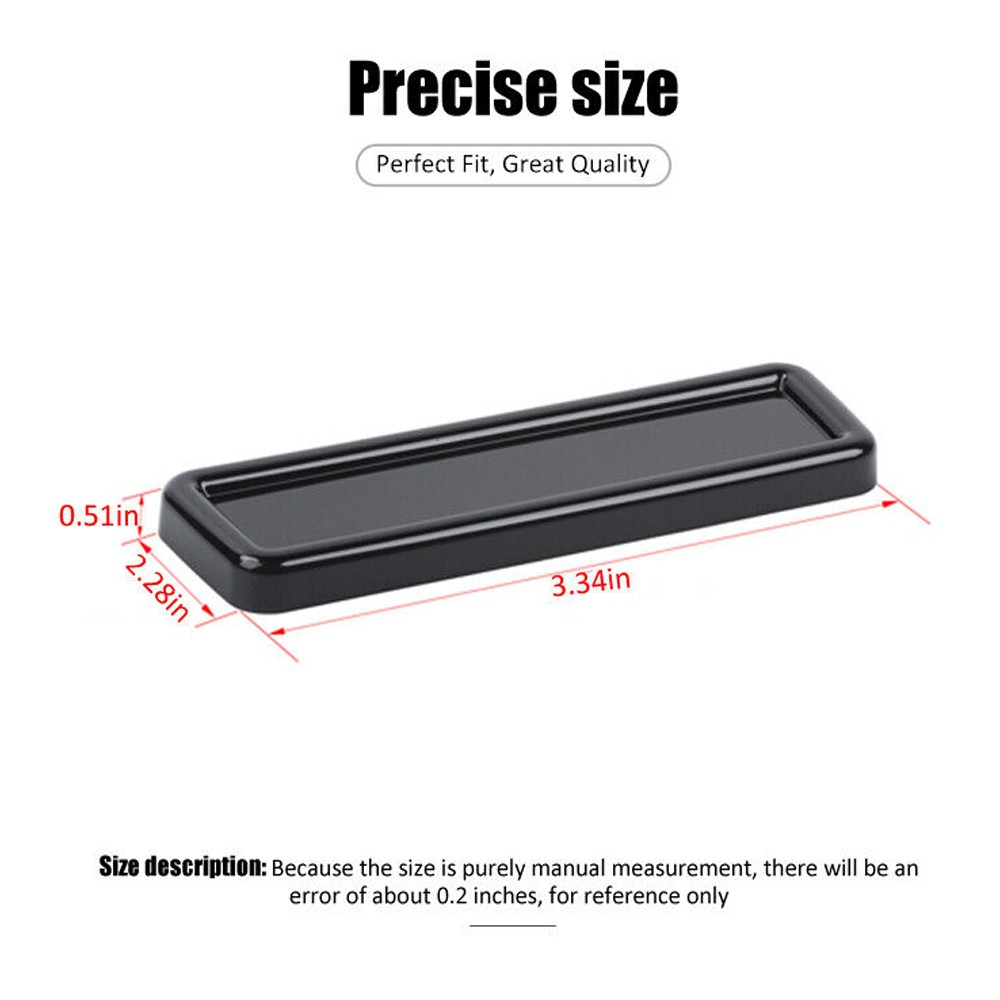 Precise size
Perfect Fit, Great Quality
0.51in
2.28in
3.34in
Size description: Because the size is purely manual measurement, there will be an
error of about 0.2 inches, for reference only